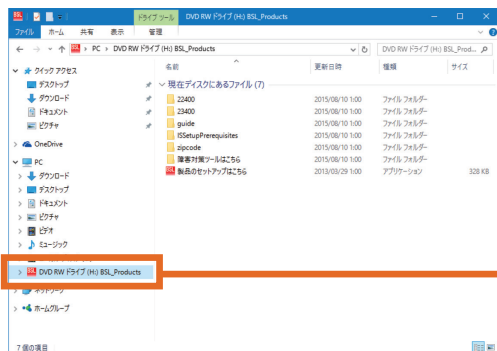 BSL
ドライブ ツール
DVD RW ドライブ (H:) BSL_Products
ファイル
ホーム
共有
表示
管理
PC › DVD RW ドライブ (H:) BSL_Products
DVD RW ドライブ (H:) BSL_Prod...
名前
更新日時
種類
サイズ
クイック アクセス
デスクトップ
ダウンロード
ドキュメント
ピクチャ
OneDrive
PC
ダウンロード
デスクトップ
ドキュメント
ピクチャ
ビデオ
ミュージック
DVD RW ドライブ (H:) BSL_Products
ネットワーク
ホームグループ
現在ディスクにあるファイル (7)
22400 2015/08/10 1:00 ファイル フォルダー
23400 2015/08/10 1:00 ファイル フォルダー
guide 2015/08/10 1:00 ファイル フォルダー
ISSetupPrerequisites 2015/08/10 1:00 ファイル フォルダー
zipcode 2015/08/10 1:00 ファイル フォルダー
障害対策ツールはこちら 2015/08/10 1:00 ファイル フォルダー
製品のセットアップはこちら 2013/03/29 1:00 アプリケーション 328 KB
7 個の項目